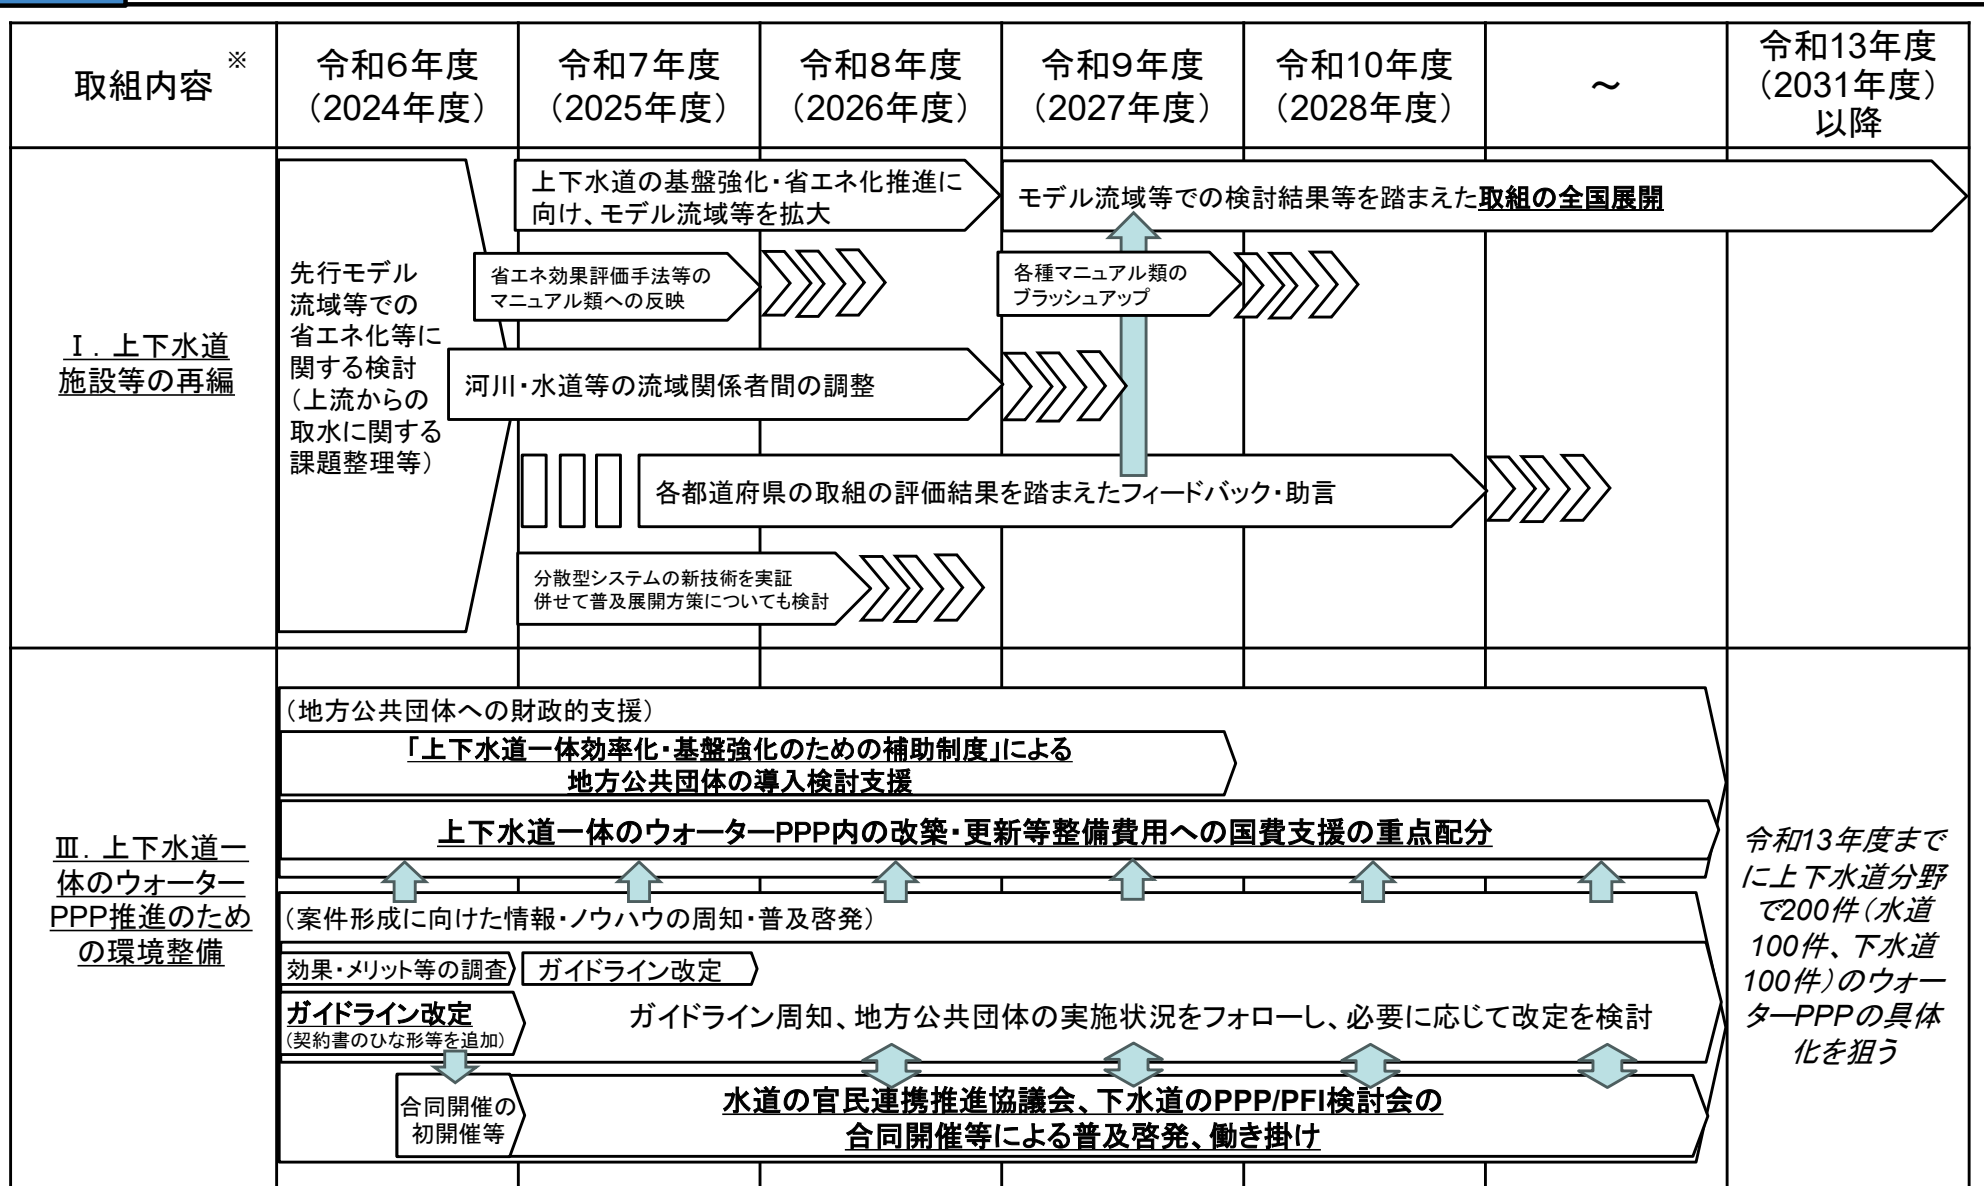 取組内容※
令和6年度
（2024年度）
令和7年度
（2025年度）
令和8年度
（2026年度）
令和9年度
（2027年度）
令和10年度
（2028年度）
～
令和13年度
（2031年度）
以降
Ⅰ．上下水道
施設等の再編
先行モデル
流域等での
省エネ化等に
関する検討
（上流からの
取水に関する
課題整理等）
上下水道の基盤強化・省エネ化推進に
向け、モデル流域等を拡大
モデル流域等での検討結果等を踏まえた取組の全国展開
省エネ効果評価手法等の
マニュアル類への反映
各種マニュアル類の
ブラッシュアップ
河川・水道等の流域関係者間の調整
各都道府県の取組の評価結果を踏まえたフィードバック・助言
分散型システムの新技術を実証
併せて普及展開方策についても検討
Ⅲ．上下水道一
体のウォーター
PPP推進のため
の環境整備
（地方公共団体への財政的支援）
「上下水道一体効率化・基盤強化のための補助制度」による
地方公共団体の導入検討支援
上下水道一体のウォーターPPP内の改築・更新等整備費用への国費支援の重点配分
（案件形成に向けた情報・ノウハウの周知・普及啓発）
効果・メリット等の調査
ガイドライン改定
ガイドライン改定
（契約書のひな形等を追加）
ガイドライン周知、地方公共団体の実施状況をフォローし、必要に応じて改定を検討
合同開催の
初開催等
水道の官民連携推進協議会、下水道のPPP/PFI検討会の
合同開催等による普及啓発、働き掛け
令和13年度まで
に上下水道分野
で200件（水道
100件、下水道
100件）のウォー
ターPPPの具体
化を狙う